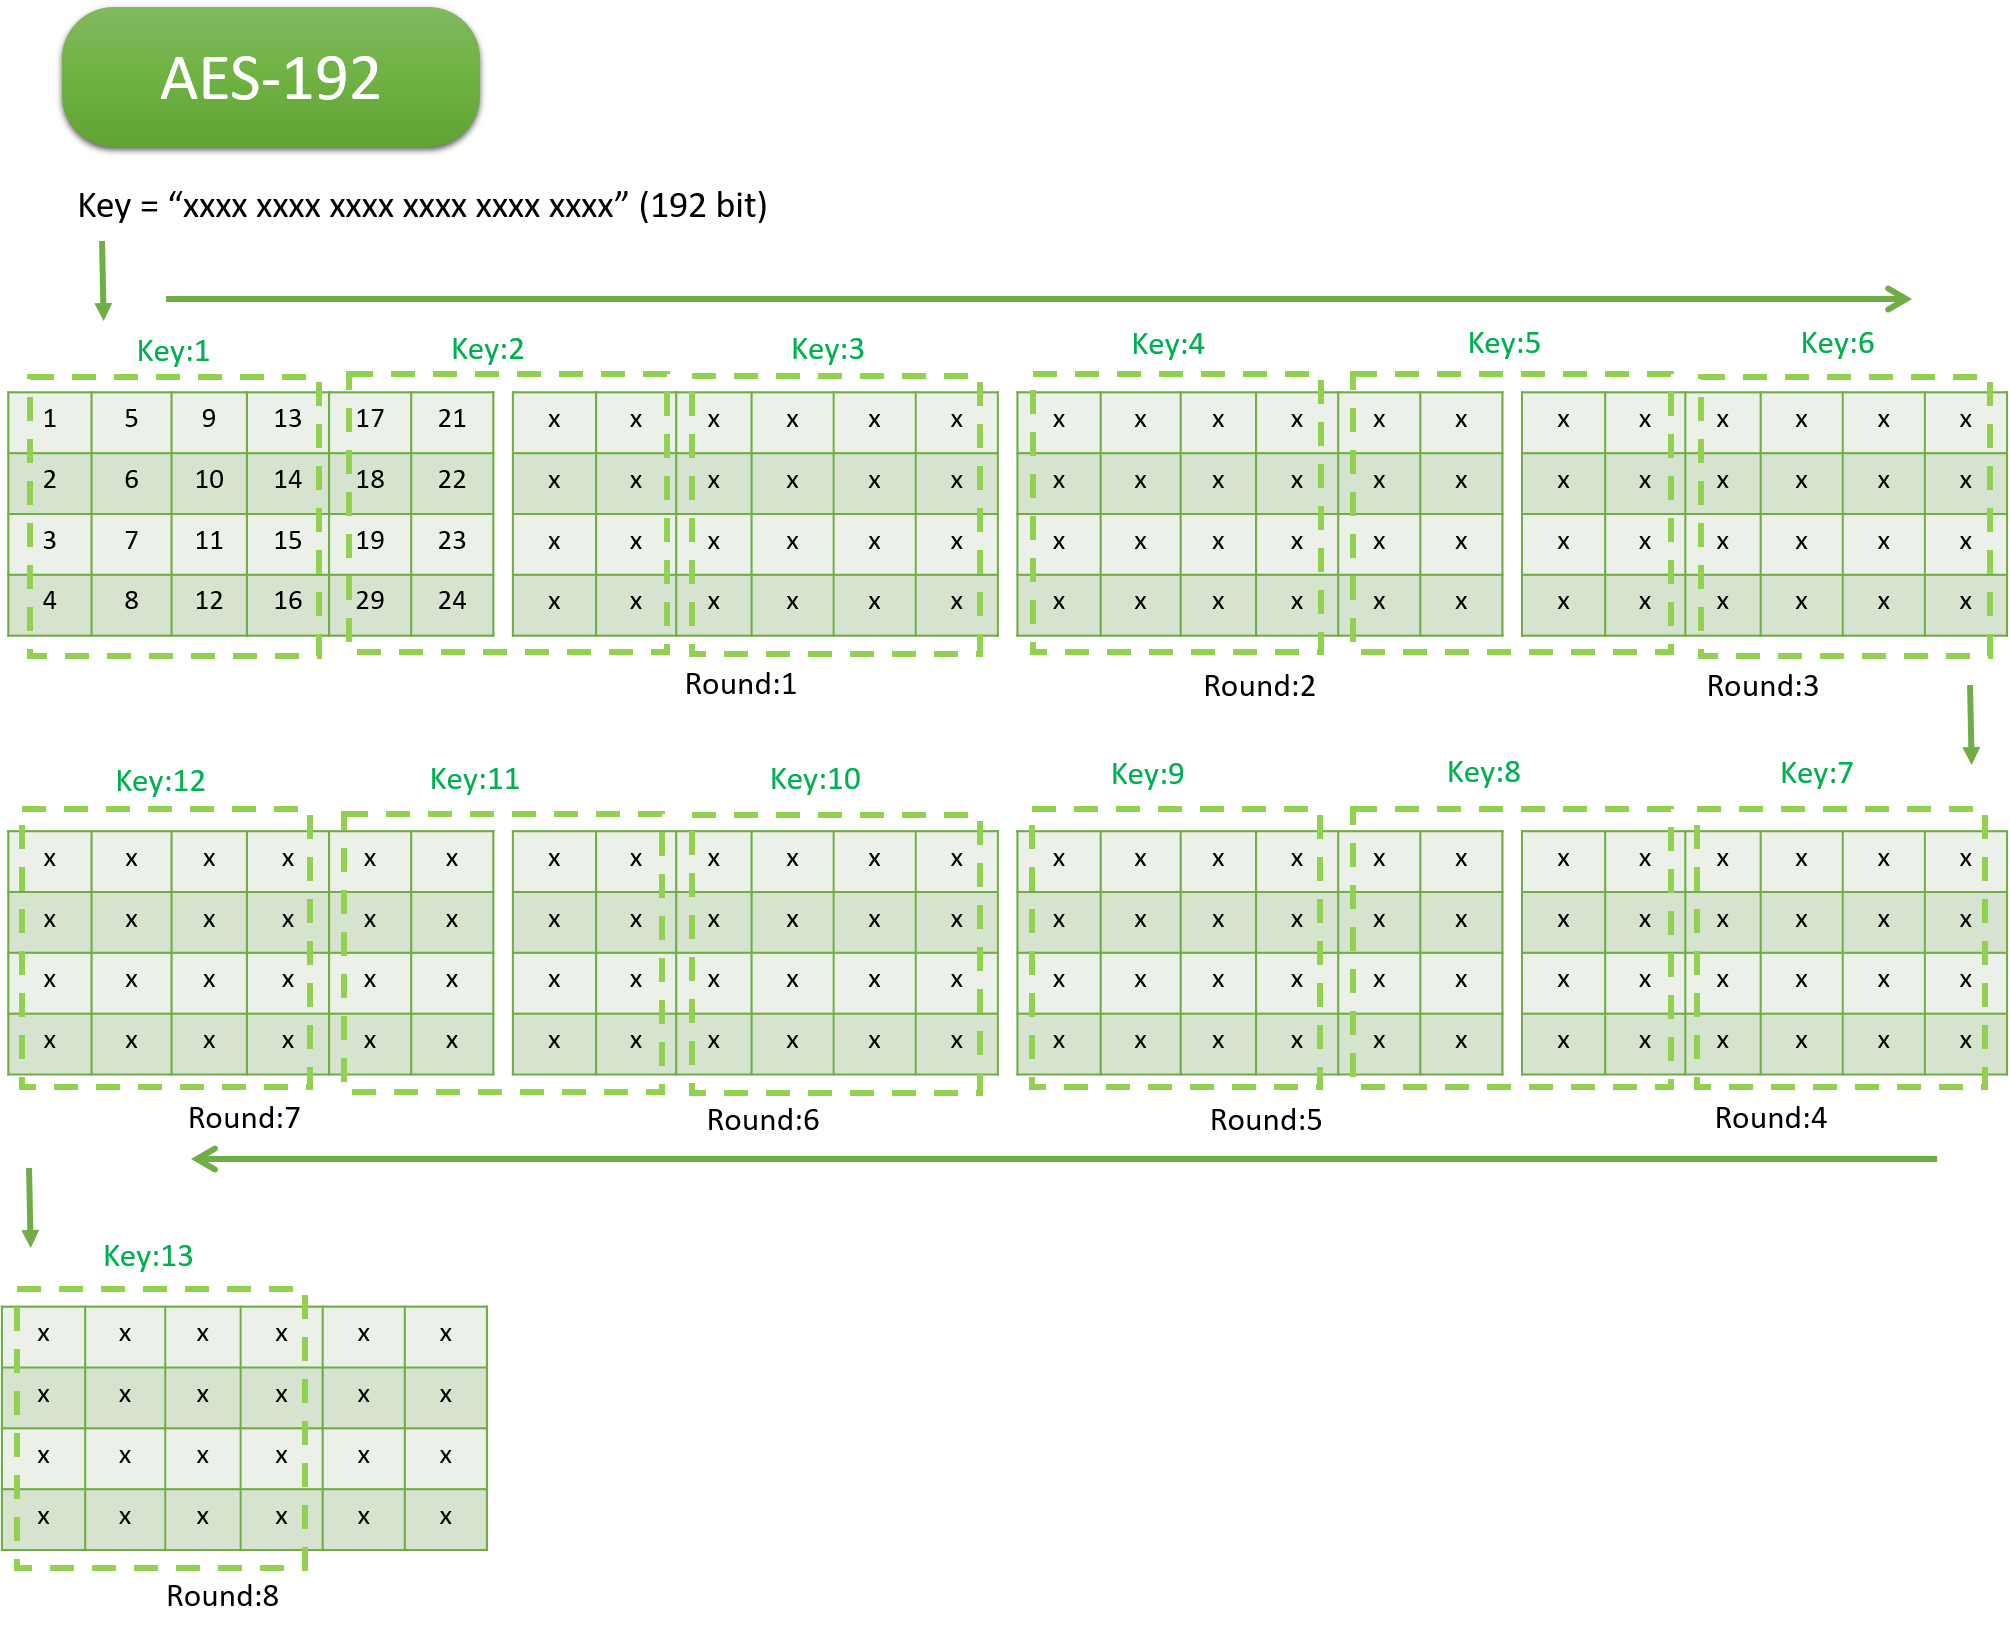 AES-192
Key = “xxxx xxxx xxxx xxxx xxxx xxxx” (192 bit)
Key:1 Key:2 Key:3 Key:4 Key:5 Key:6
1 5 9 13 17 21 x x x x x x x x x x x x x x x x x x
2 6 10 14 18 22 x x x x x x x x x x x x x x x x x x
3 7 11 15 19 23 x x x x x x x x x x x x x x x x x x
4 8 12 16 29 24 x x x x x x x x x x x x x x x x x x
Round:1 Round:2 Round:3
Key:12 Key:11 Key:10 Key:9 Key:8 Key:7
x x x x x x x x x x x x x x x x x x x x x x x x
x x x x x x x x x x x x x x x x x x x x x x x x
x x x x x x x x x x x x x x x x x x x x x x x x
x x x x x x x x x x x x x x x x x x x x x x x x
Round:7 Round:6 Round:5 Round:4
Key:13
x x x x x x
x x x x x x
x x x x x x
x x x x x x
Round:8